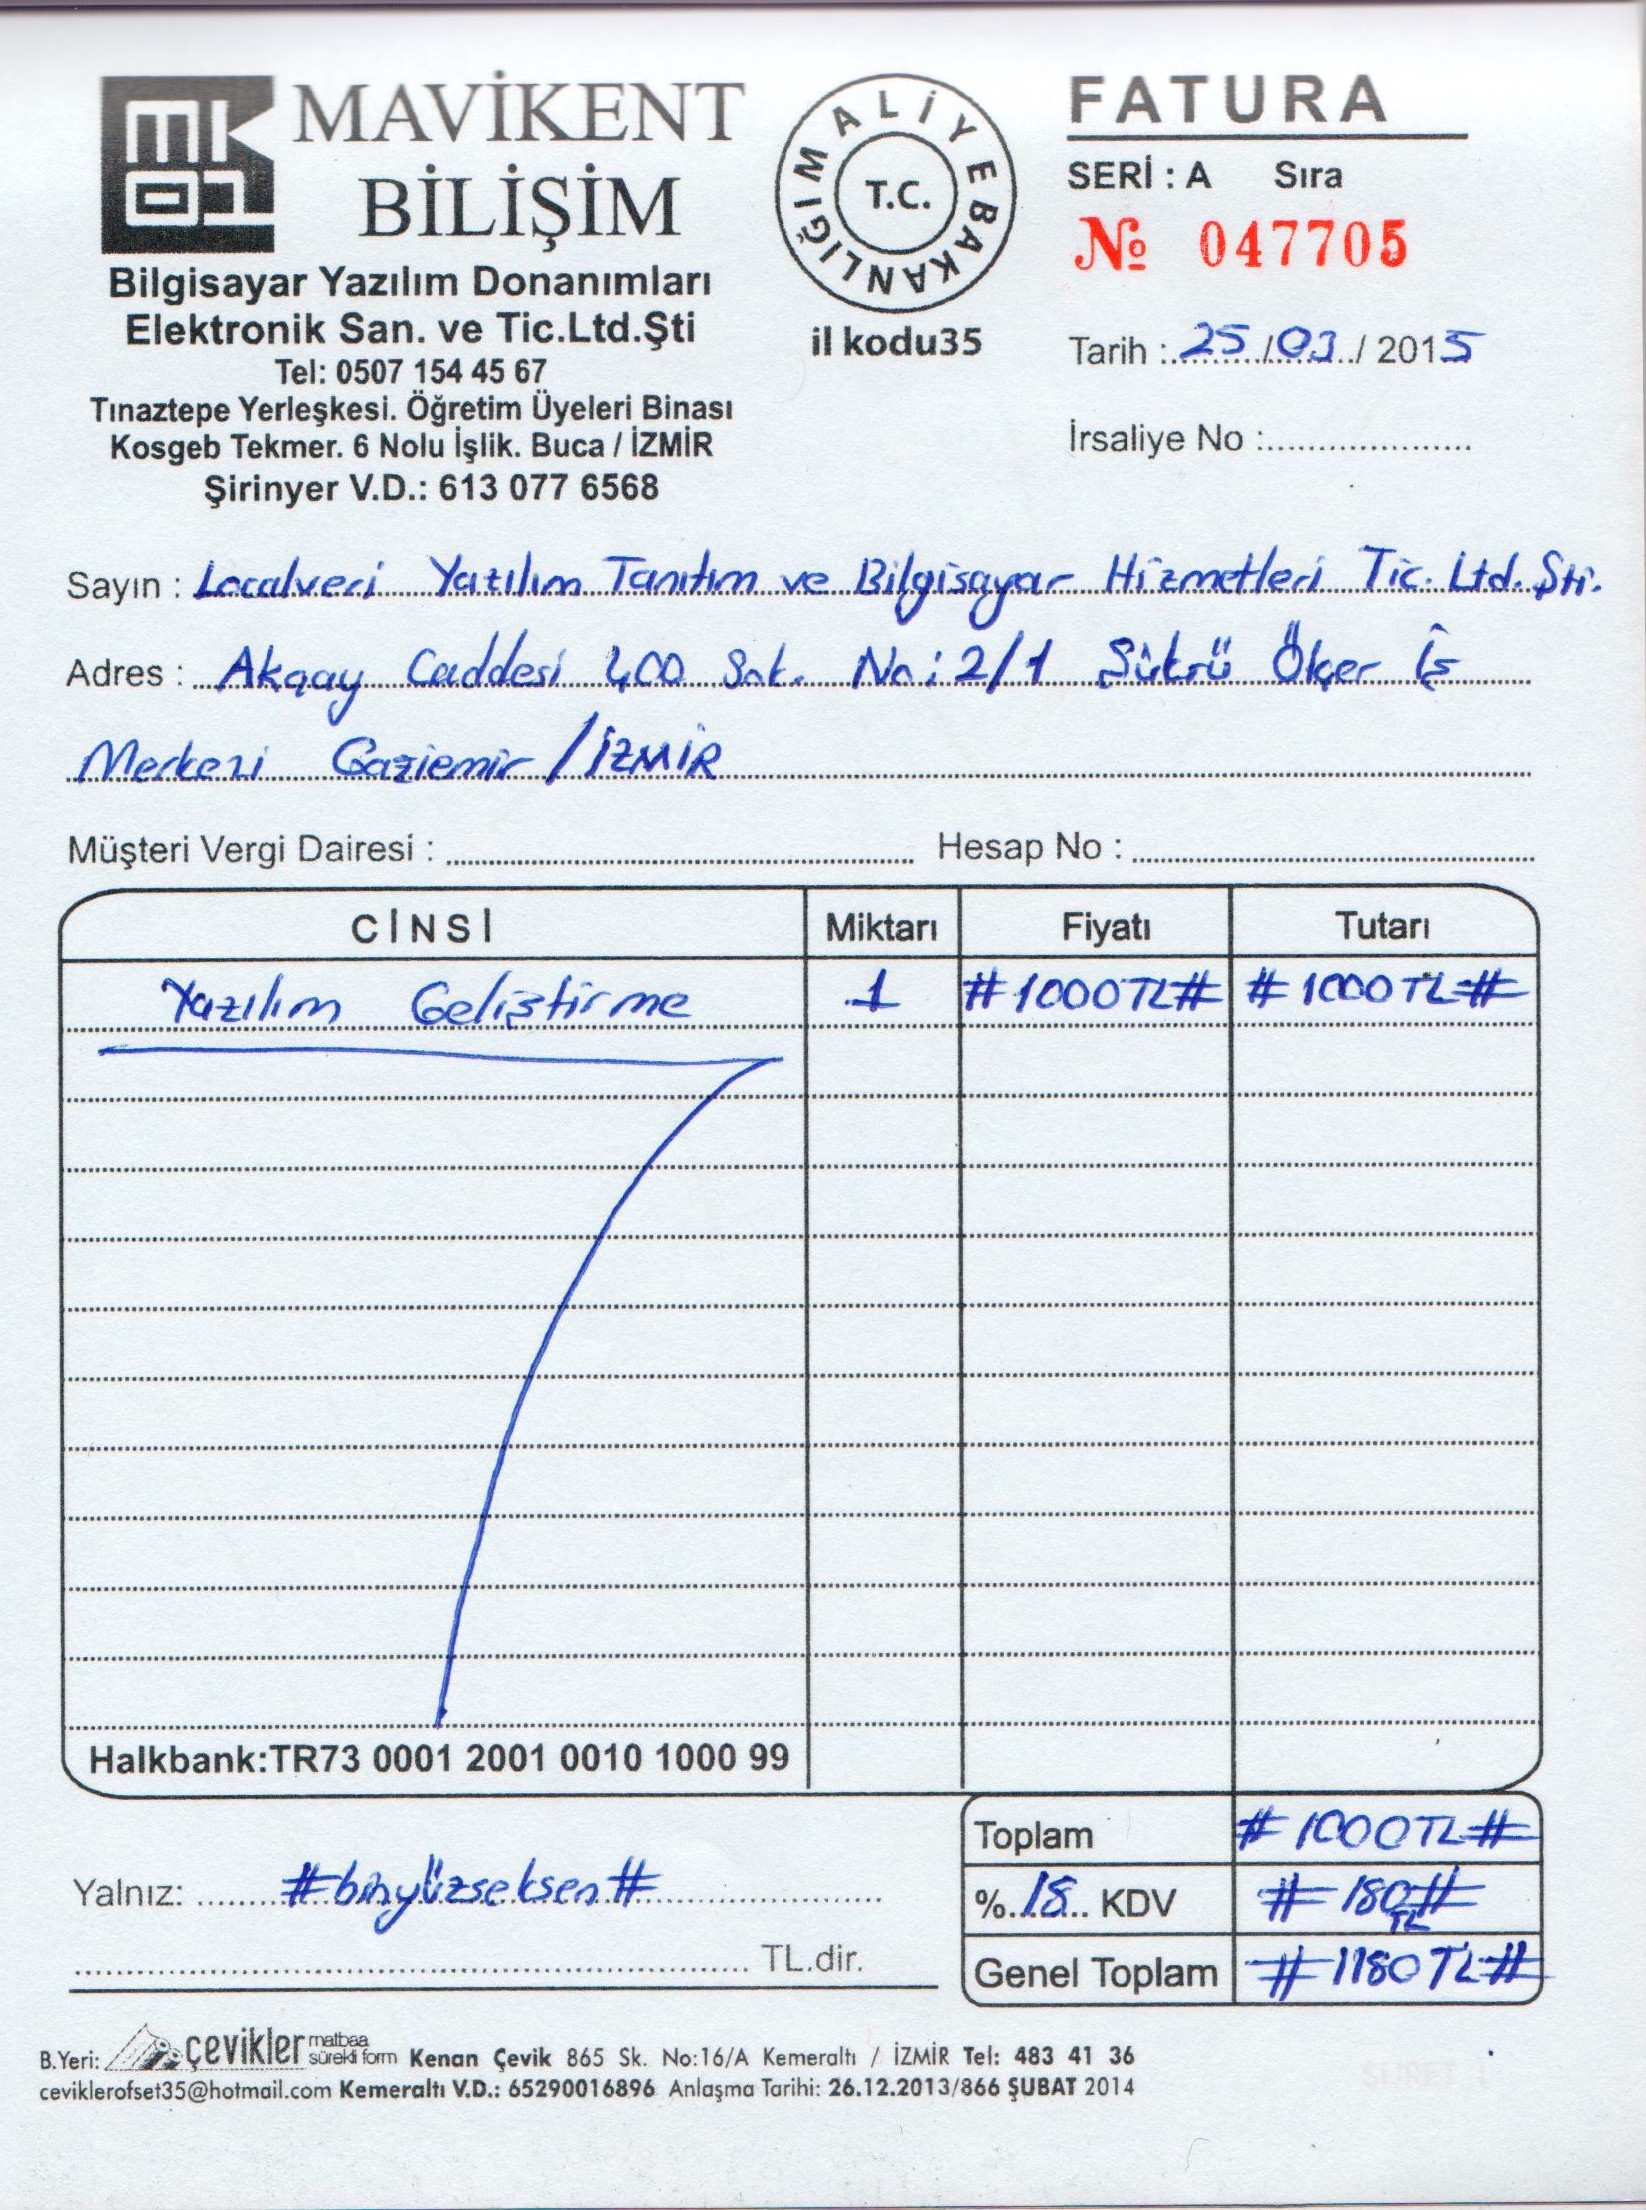 MAVİKENT
BİLİŞİM
Bilgisayar Yazılım Donanımları
Elektronik San. ve Tic.Ltd.Şti
Tel: 0507 154 45 67
Tınaztepe Yerleşkesi. Öğretim Üyeleri Binası
Kosgeb Tekmer. 6 Nolu İşlik. Buca / İZMİR
Şirinyer V.D.: 613 077 6568
MALİYE BAKANLIĞI
T.C.
il kodu35
FATURA
SERİ : A Sıra
№ 047705
Tarih : 25 / 03 / 2015
İrsaliye No :
Sayın : Localveri Yazılım Tanıtım ve Bilgisayar Hizmetleri Tic. Ltd. Şti.
Adres : Akçay Caddesi 400 Sok. No: 2/1 Şükrü Ölçer İş
Merkezi Gaziemir / İZMİR
Müşteri Vergi Dairesi : Hesap No :
CİNSİ Miktarı Fiyatı Tutarı
Yazılım Geliştirme 1 #1000TL# #1000TL#
Halkbank:TR73 0001 2001 0010 1000 99
Toplam #1000TL#
Yalnız: #binyüzseksen#
%.18.. KDV #180TL#
TL.dir.
Genel Toplam #1180TL#
B.Yeri: çevikler matbaa sürekli form Kenan Çevik 865 Sk. No:16/A Kemeraltı / İZMİR Tel: 483 41 36
ceviklerofset35@hotmail.com Kemeraltı V.D.: 65290016896 Anlaşma Tarihi: 26.12.2013/866 ŞUBAT 2014